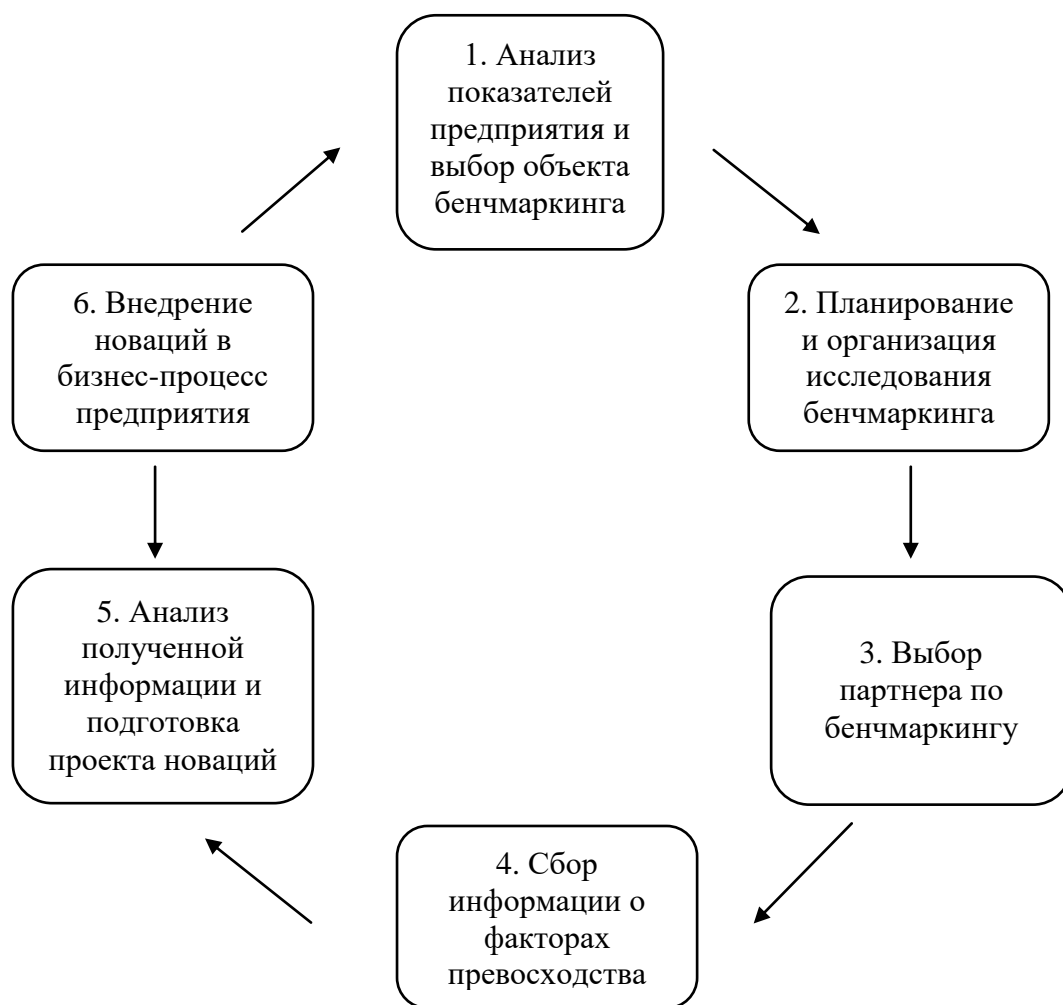 1. Анализ
показателей
предприятия и
выбор объекта
бенчмаркинга
2. Планирование
и организация
исследования
бенчмаркинга
3. Выбор
партнера по
бенчмаркингу
4. Сбор
информации о
факторах
превосходства
5. Анализ
полученной
информации и
подготовка
проекта новаций
6. Внедрение
новаций в
бизнес-процесс
предприятия